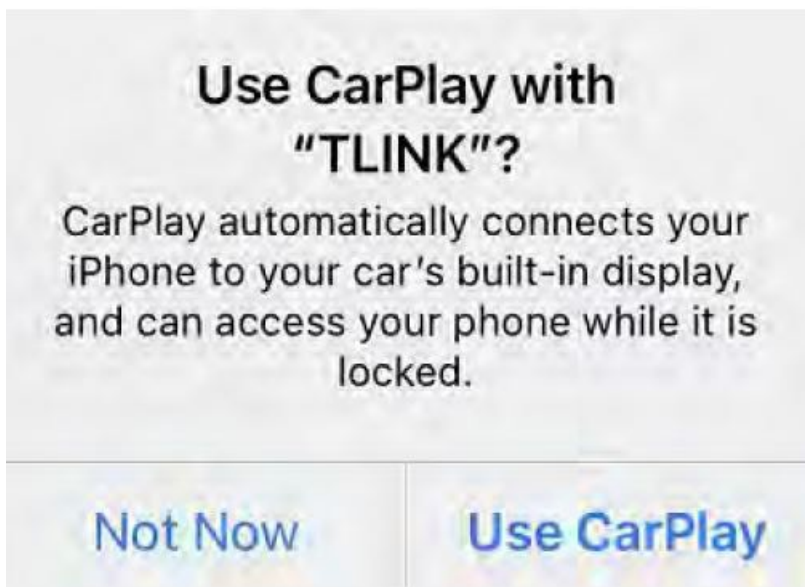 Use CarPlay with
"TLINK"?
CarPlay automatically connects your
iPhone to your car's built-in display,
and can access your phone while it is
locked.
Not Now
Use CarPlay